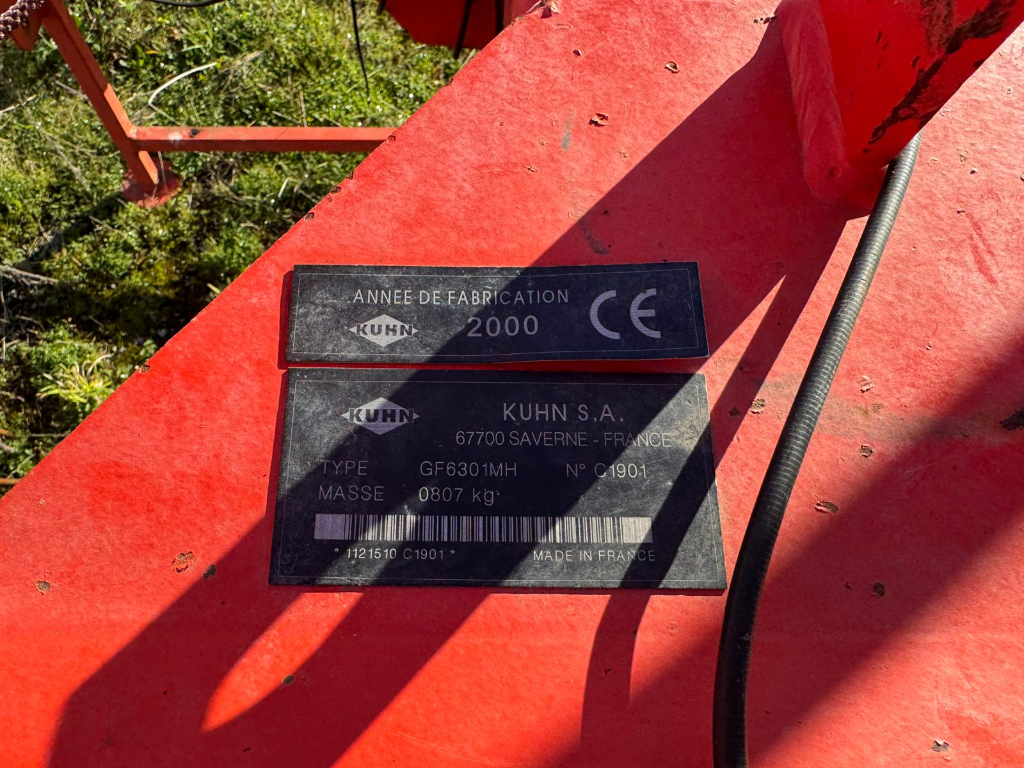 ANNEE DE FABRICATION
KUHN 2000 CE
KUHN KUHN S.A.
67700 SAVERNE - FRANCE
TYPE GF6301MH N° C1901
MASSE 0807 kg
* 1121510 C1901 * MADE IN FRANCE